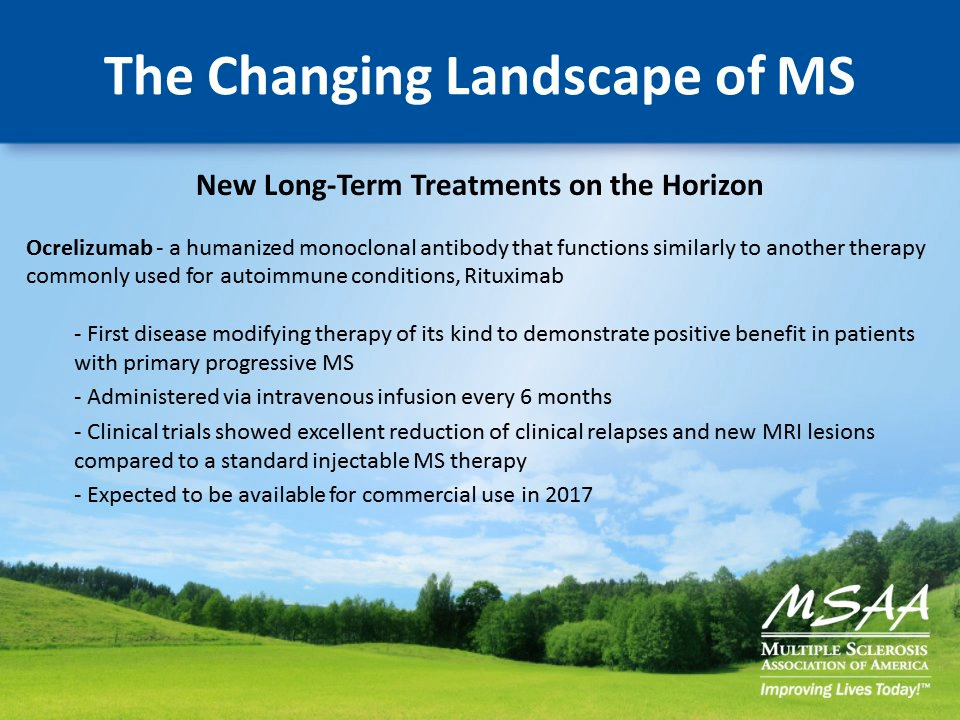 The Changing Landscape of MS
New Long-Term Treatments on the Horizon
Ocrelizumab - a humanized monoclonal antibody that functions similarly to another therapy
commonly used for autoimmune conditions, Rituximab
- First disease modifying therapy of its kind to demonstrate positive benefit in patients
with primary progressive MS
- Administered via intravenous infusion every 6 months
- Clinical trials showed excellent reduction of clinical relapses and new MRI lesions
compared to a standard injectable MS therapy
- Expected to be available for commercial use in 2017
MSAA
MULTIPLE SCLEROSIS
ASSOCIATION OF AMERICA
Improving Lives Today!™